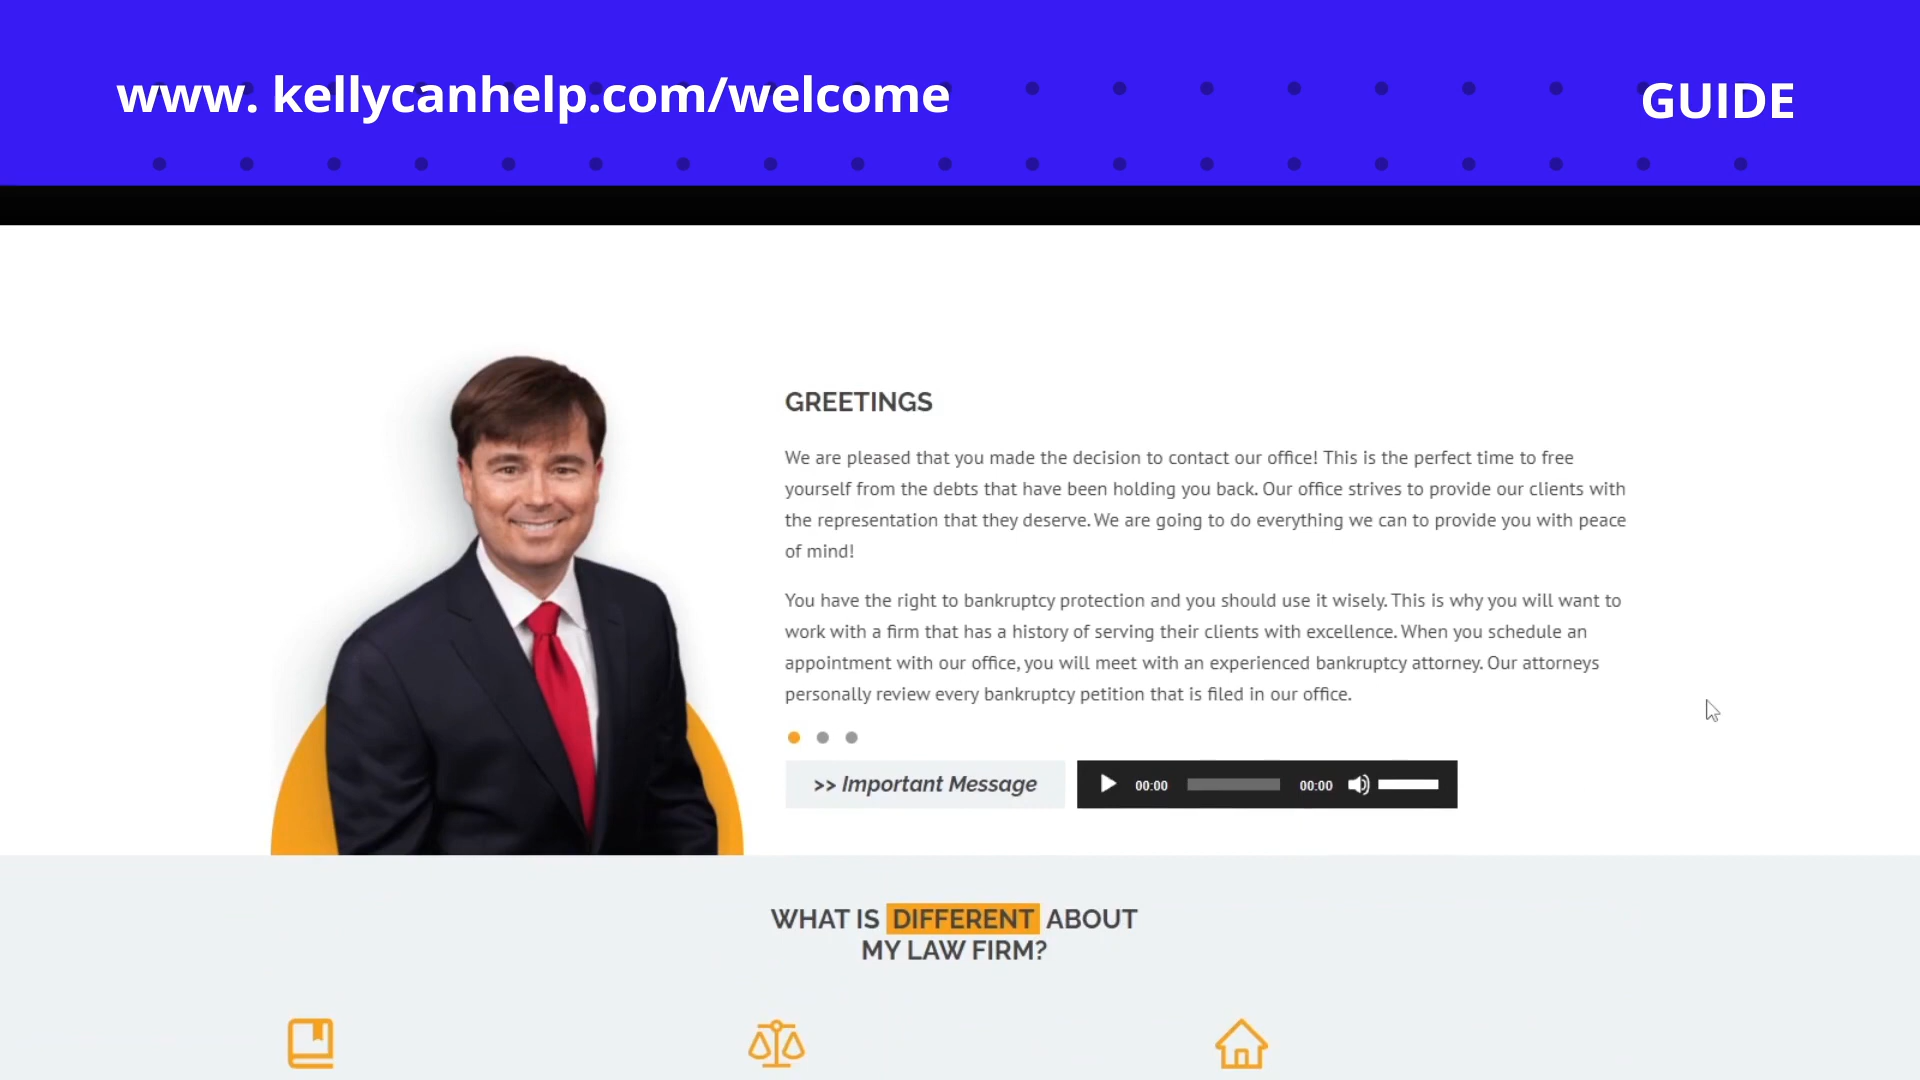 www. kellycanhelp.com/welcome
GUIDE
GREETINGS
We are pleased that you made the decision to contact our office! This is the perfect time to free
yourself from the debts that have been holding you back. Our office strives to provide our clients with
the representation that they deserve. We are going to do everything we can to provide you with peace
of mind!
You have the right to bankruptcy protection and you should use it wisely. This is why you will want to
work with a firm that has a history of serving their clients with excellence. When you schedule an
appointment with our office, you will meet with an experienced bankruptcy attorney. Our attorneys
personally review every bankruptcy petition that is filed in our office.
>> Important Message
00:00
00:00
WHAT IS DIFFERENT ABOUT
MY LAW FIRM?